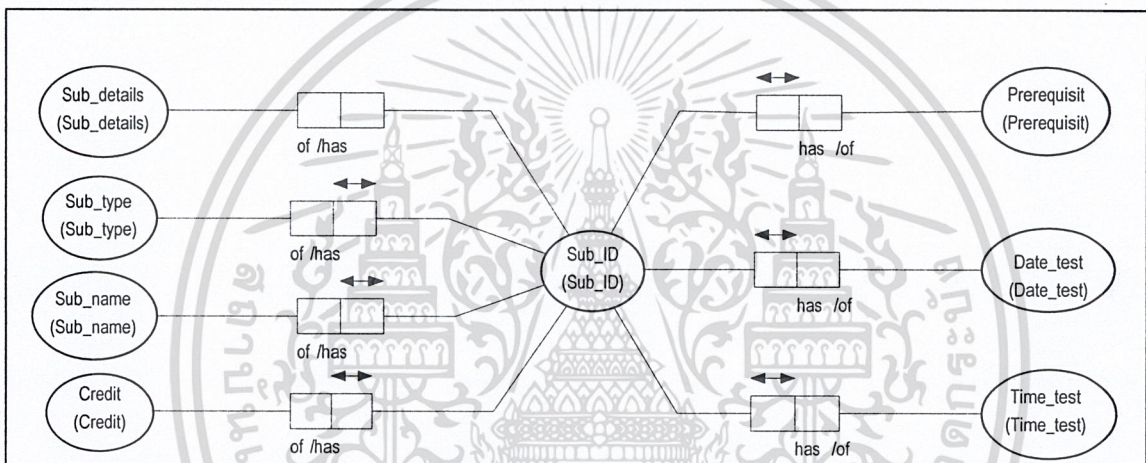 Sub_details
(Sub_details)
of /has
Sub_type
(Sub_type)
of /has
Sub_name
(Sub_name)
of /has
Credit
(Credit)
of /has
Sub_ID
(Sub_ID)
Prerequisit
(Prerequisit)
has /of
Date_test
(Date_test)
has /of
Time_test
(Time_test)
has /of